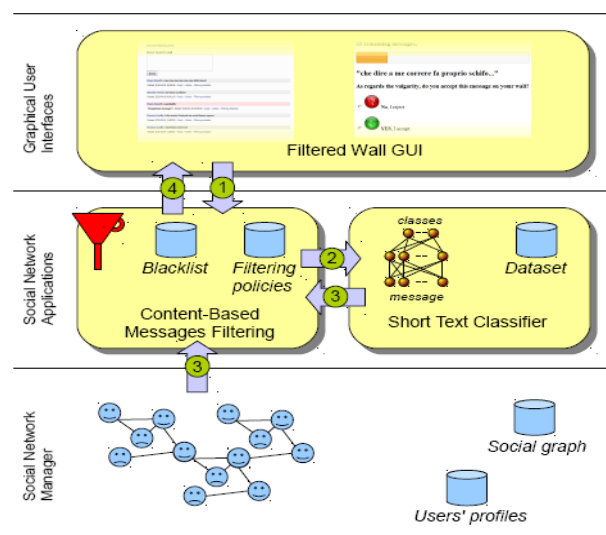 Graphical User
Interfaces
"che dire a me correre fa proprio schifo..."
As regards the vulgarity, do you accept this message on your wall?
No, I reject
YES, I accept
Filtered Wall GUI
4
1
Social Network
Applications
Blacklist
Filtering
policies
Content-Based
Messages Filtering
2
3
classes
message
Dataset
Short Text Classifier
3
Social Network
Manager
Social graph
Users' profiles